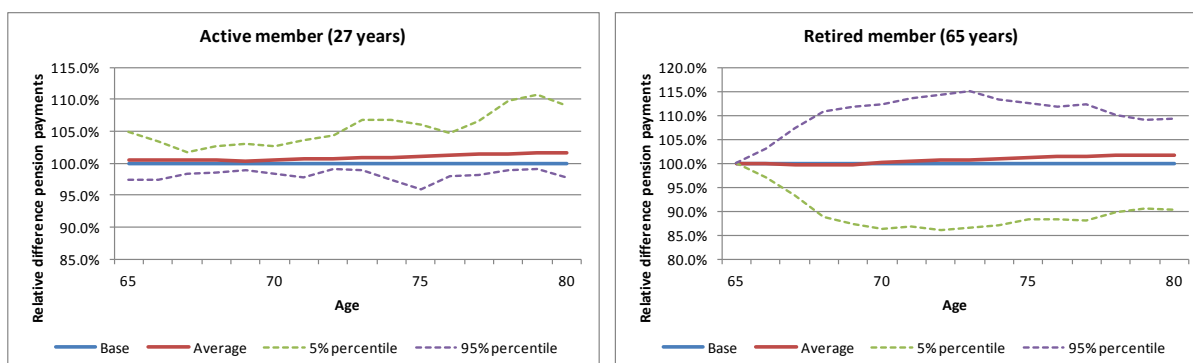 Active member (27 years)
Relative difference pension payments
115.0%
110.0%
105.0%
100.0%
95.0%
90.0%
85.0%
65 70 75 80
Age
Base Average 5% percentile 95% percentile
Retired member (65 years)
Relative difference pension payments
120.0%
115.0%
110.0%
105.0%
100.0%
95.0%
90.0%
85.0%
80.0%
65 70 75 80
Age
Base Average 5% percentile 95% percentile